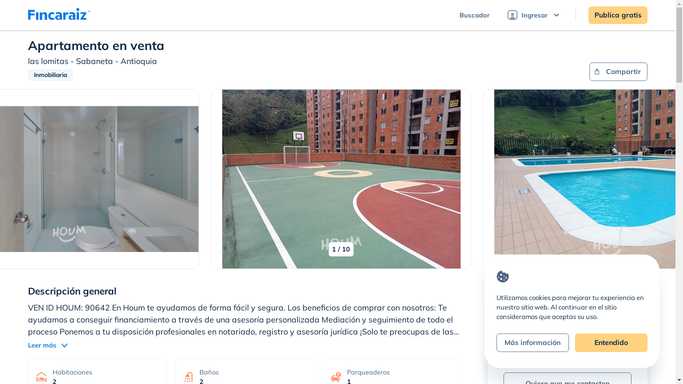 Fincaraiz
Buscador
Ingresar
Publica gratis
Apartamento en venta
las lomitas - Sabaneta - Antioquia
Inmobiliaria
Compartir
HOUM
HOUM
HOUM
1 / 10
Descripción general
VEN ID HOUM: 90642 En Houm te ayudamos de forma fácil y segura. Los beneficios de comprar con nosotros: Te
ayudamos a conseguir financiamiento a través de una asesoría personalizada Mediación y seguimiento de todo el
proceso Ponemos a tu disposición profesionales en notariado, registro y asesoría jurídica ¡Solo te preocupas de las...
Leer más
Habitaciones
2
Baños
2
Parqueaderos
1
Utilizamos cookies para mejorar tu experiencia en
nuestro sitio web. Al continuar en el sitio
consideramos que aceptas su uso.
Más información
Entendido
Quiero que me contacten